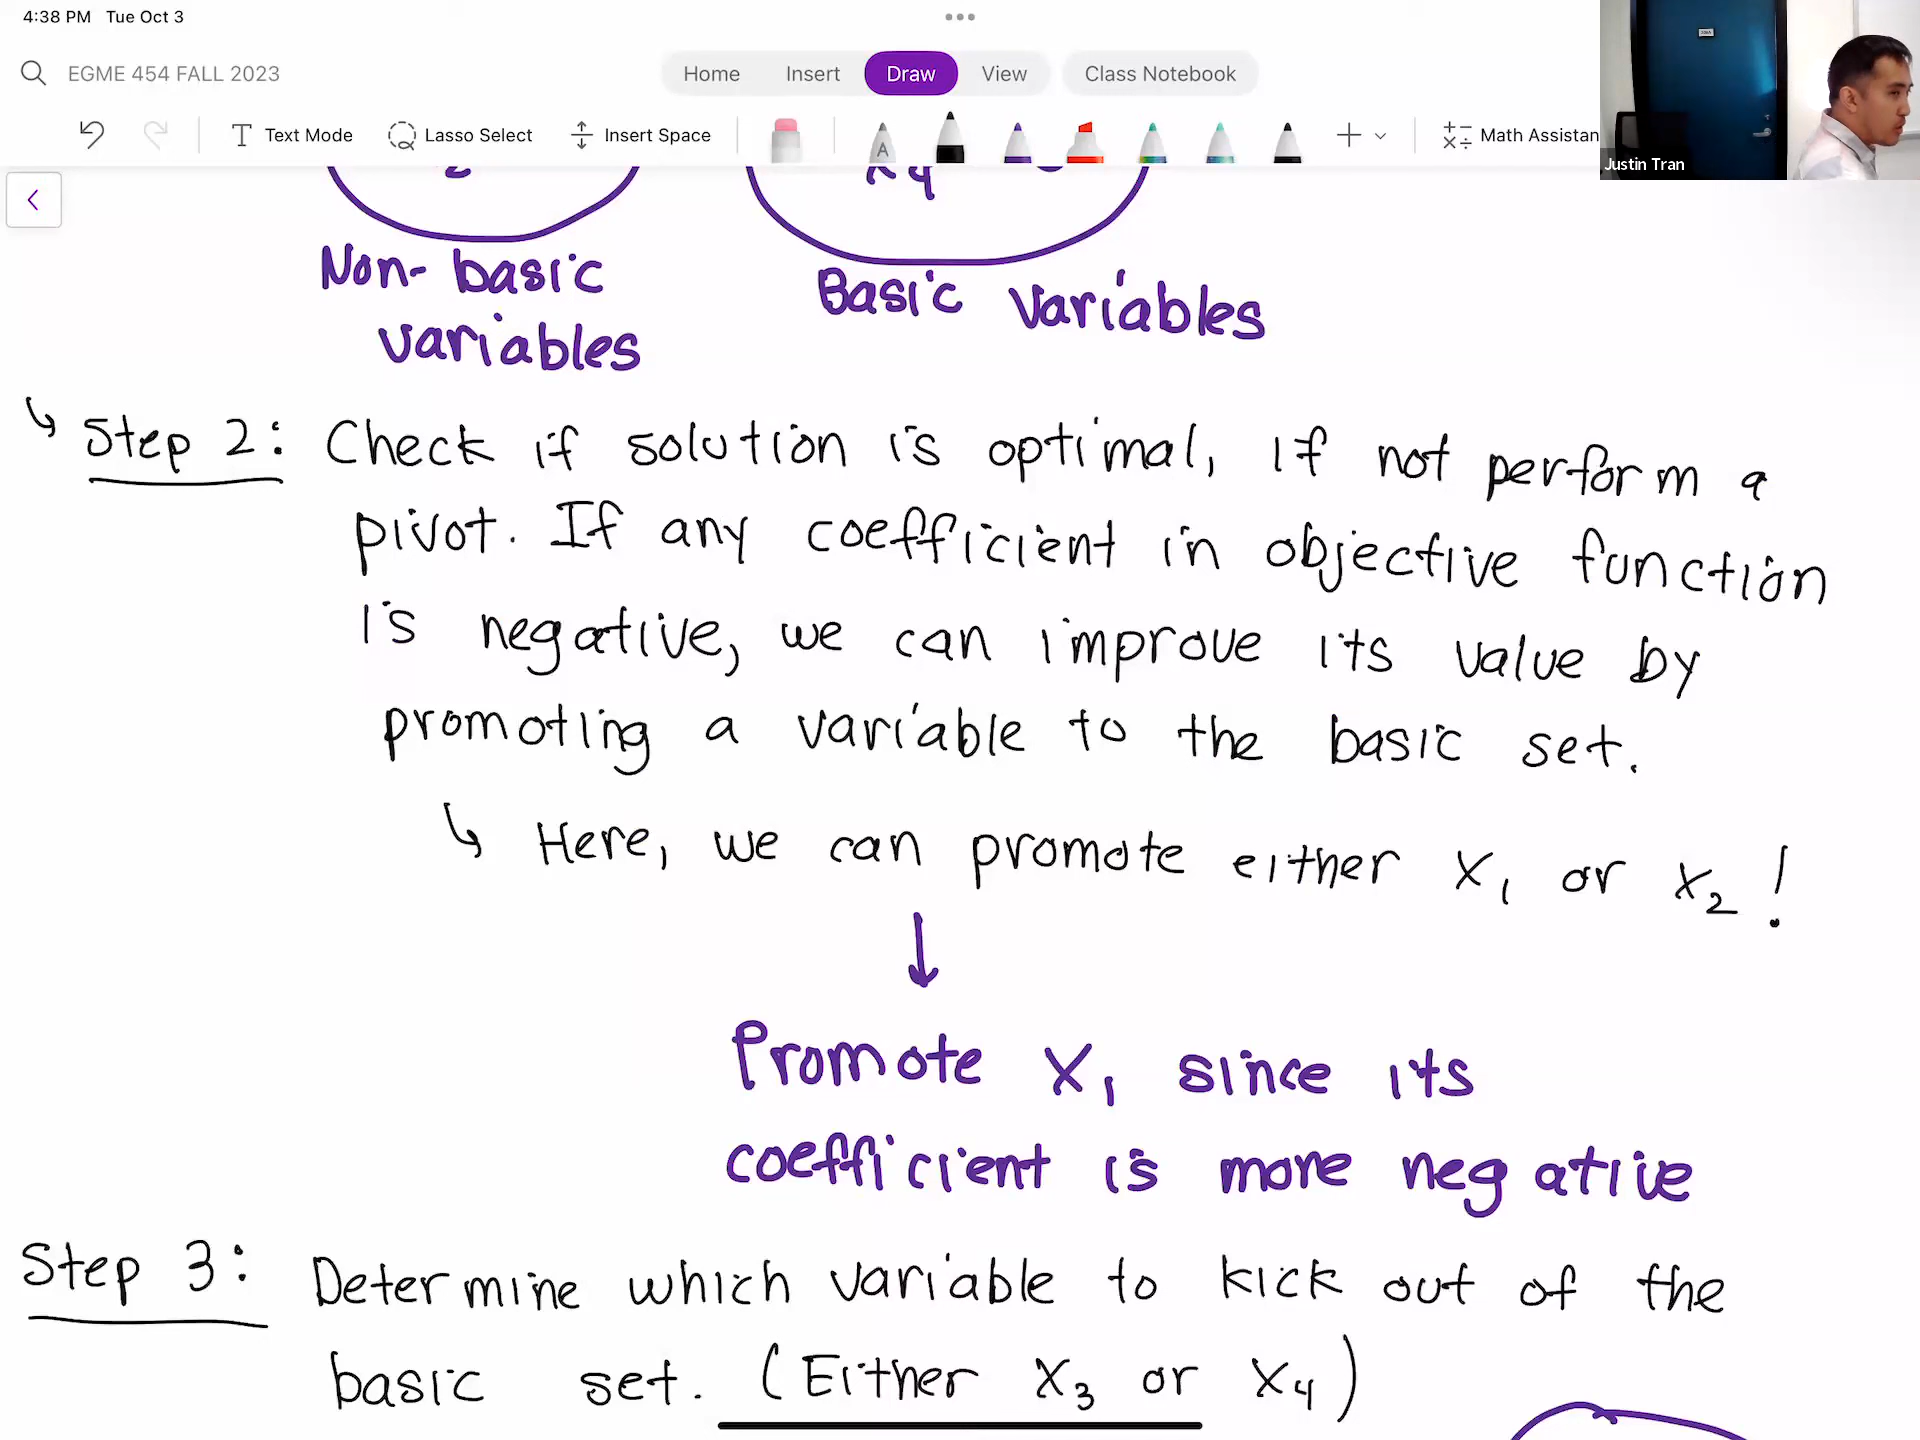 4:38 PM Tue Oct 3
EGME 454 FALL 2023
Home Insert Draw View Class Notebook
Text Mode Lasso Select Insert Space A Math Assistan
Justin Tran
2 x4
Non-basic
variables
Basic variables
Step 2: Check if solution is optimal, if not perform a
pivot. If any coefficient in objective function
is negative, we can improve its value by
promoting a variable to the basic set.
↳ Here, we can promote either x₁ or x₂ !
↓
Promote x₁ since its
coefficient is more negative
Step 3: Determine which variable to kick out of the
basic set. (Either x₃ or x₄)